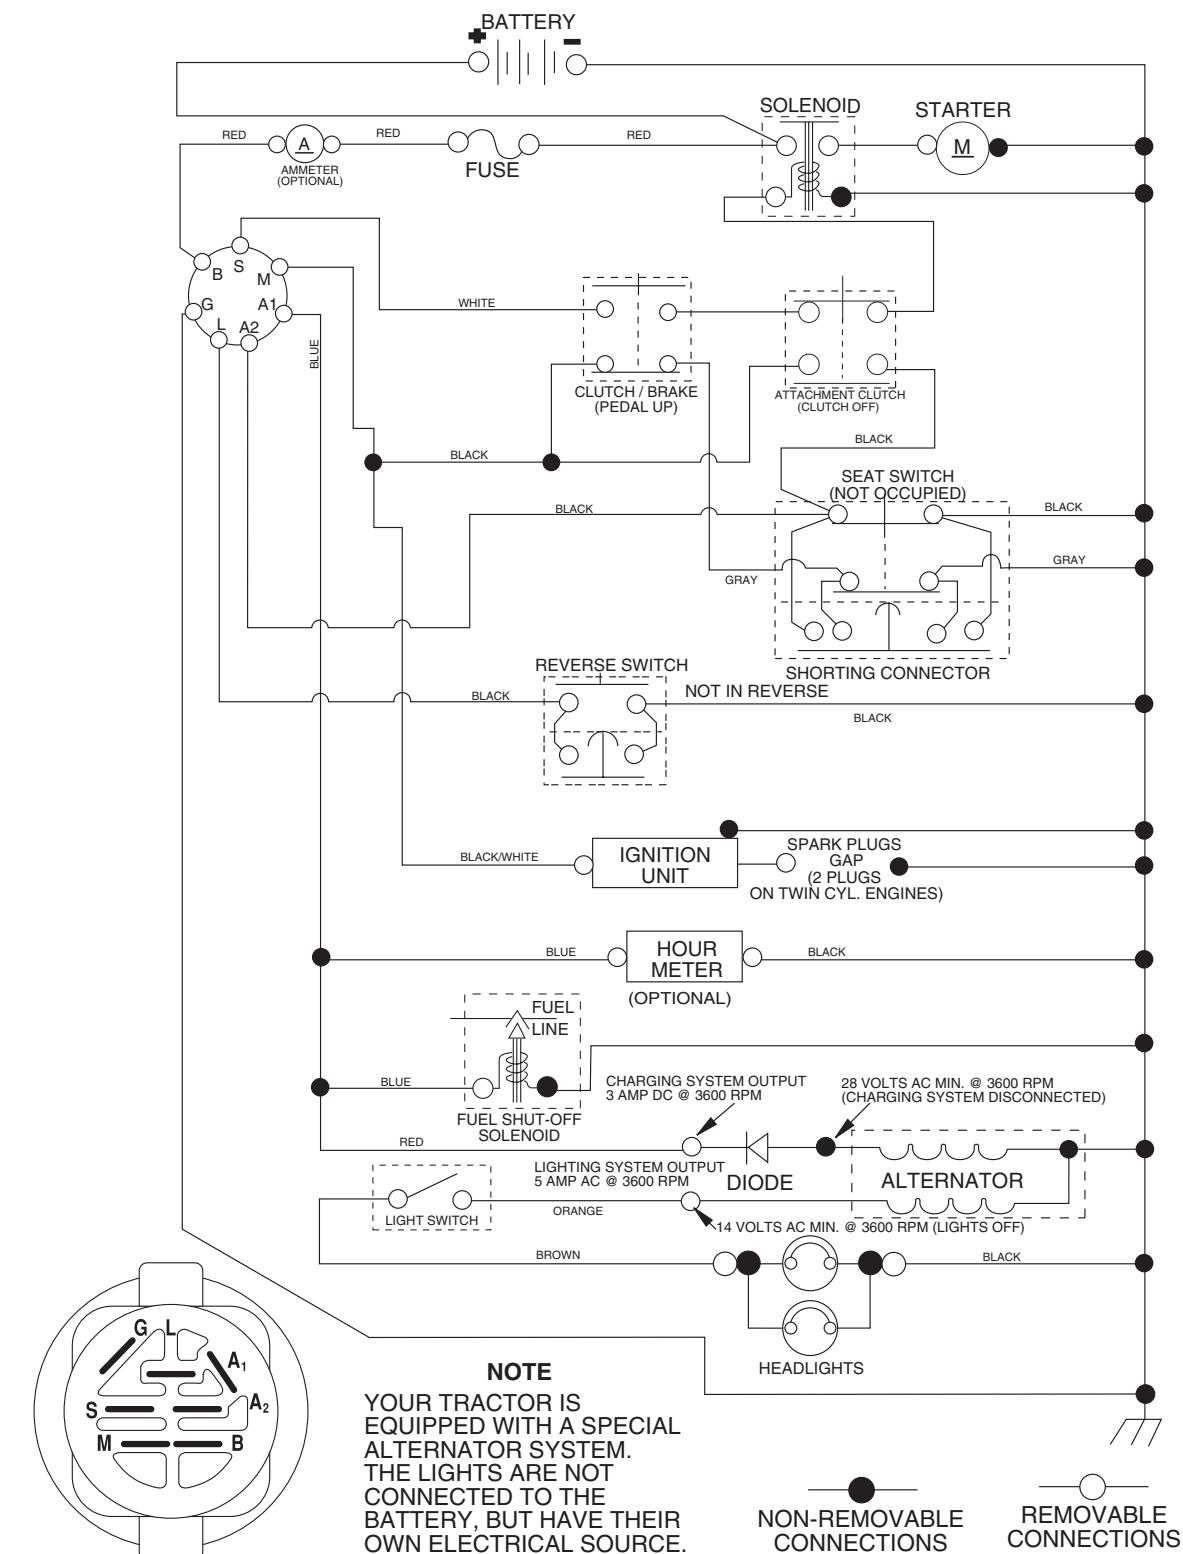 BATTERY
SOLENOID
STARTER
RED
A
RED
RED
M
AMMETER
(OPTIONAL)
FUSE
S
B
M
G
A1
L
A2
BLUE
WHITE
CLUTCH / BRAKE
(PEDAL UP)
ATTACHMENT CLUTCH
(CLUTCH OFF)
BLACK
BLACK
SEAT SWITCH
(NOT OCCUPIED)
BLACK
BLACK
GRAY
GRAY
REVERSE SWITCH
SHORTING CONNECTOR
BLACK
NOT IN REVERSE
BLACK
IGNITION
UNIT
BLACK/WHITE
SPARK PLUGS
GAP
(2 PLUGS
ON TWIN CYL. ENGINES)
BLUE
HOUR
METER
BLACK
(OPTIONAL)
FUEL
LINE
BLUE
FUEL SHUT-OFF
SOLENOID
CHARGING SYSTEM OUTPUT
3 AMP DC @ 3600 RPM
28 VOLTS AC MIN. @ 3600 RPM
(CHARGING SYSTEM DISCONNECTED)
RED
LIGHTING SYSTEM OUTPUT
5 AMP AC @ 3600 RPM
DIODE
ALTERNATOR
LIGHT SWITCH
ORANGE
14 VOLTS AC MIN. @ 3600 RPM (LIGHTS OFF)
BROWN
BLACK
HEADLIGHTS
G
L
A1
A2
S
M
B
NOTE
YOUR TRACTOR IS
EQUIPPED WITH A SPECIAL
ALTERNATOR SYSTEM.
THE LIGHTS ARE NOT
CONNECTED TO THE
BATTERY, BUT HAVE THEIR
OWN ELECTRICAL SOURCE.
NON-REMOVABLE
CONNECTIONS
REMOVABLE
CONNECTIONS